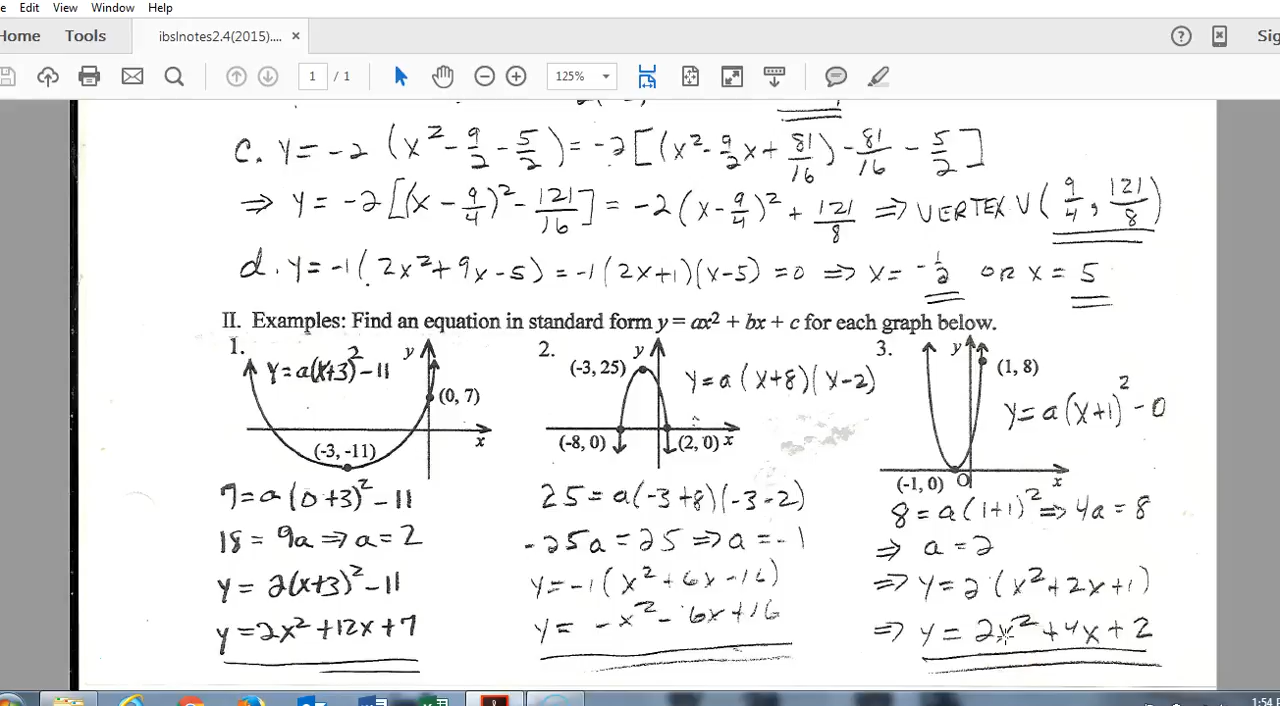 Edit View Window Help
Home Tools ibslnotes2.4(2015).... ×
1 / 1 125%
c. y = -2 (x² - 9/2 - 5/2) = -2[(x² - 9/2x + 81/16) - 81/16 - 5/2]
⇒ y = -2[(x - 9/4)² - 121/16] = -2(x - 9/4)² + 121/8 ⇒ VERTEX V(9/4, 121/8)
d. y = -1(2x² + 9x - 5) = -1(2x+1)(x-5) = 0 ⇒ x = -1/2 OR x = 5
II. Examples: Find an equation in standard form y = ax² + bx + c for each graph below.
1.
y = a(x+3)² - 11
y
(0, 7)
x
(-3, -11)
7 = a(0+3)² - 11
18 = 9a ⇒ a = 2
y = 2(x+3)² - 11
y = 2x² + 12x + 7
2.
y
(-3, 25)
y = a(x+8)(x-2)
(-8, 0)
(2, 0) x
25 = a(-3+8)(-3-2)
-25a = 25 ⇒ a = -1
y = -1(x² + 6x - 16)
y = -x² - 6x + 16
3.
y
(1, 8)
y = a(x+1)² - 0
(-1, 0) O
x
8 = a(1+1)² ⇒ 4a = 8
⇒ a = 2
⇒ y = 2(x² + 2x + 1)
⇒ y = 2x² + 4x + 2